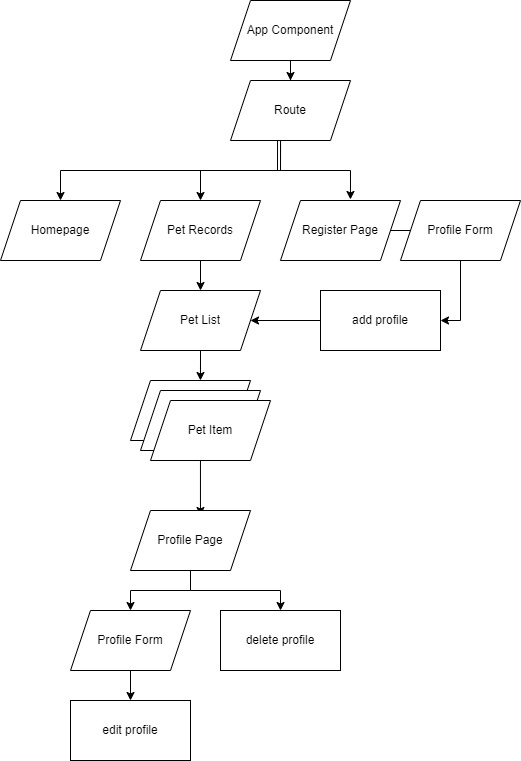 App Component
Route
Homepage
Pet Records
Register Page
Profile Form
Pet List
add profile
Pet Item
Profile Page
Profile Form
delete profile
edit profile